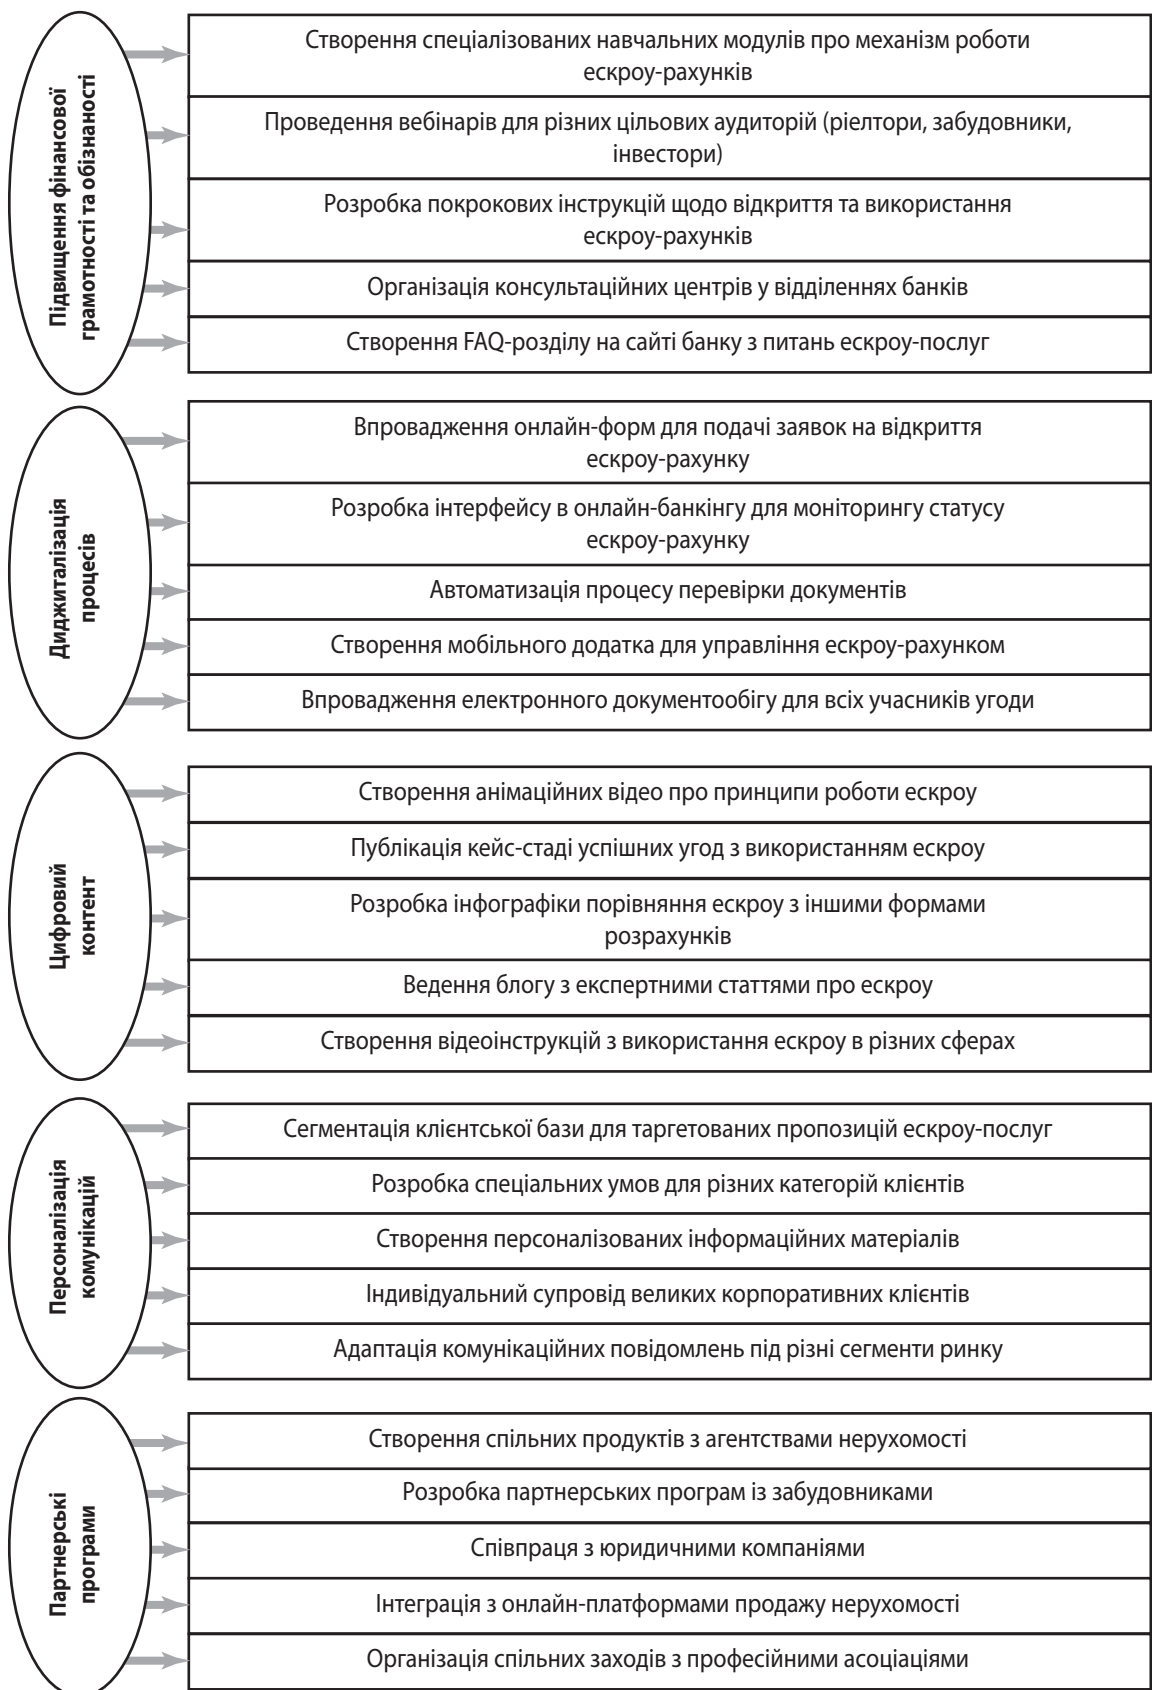 Підвищення фінансової
грамотності та обізнаності
Створення спеціалізованих навчальних модулів про механізм роботи
ескроу-рахунків
Проведення вебінарів для різних цільових аудиторій (ріелтори, забудовники,
інвестори)
Розробка покрокових інструкцій щодо відкриття та використання
ескроу-рахунків
Організація консультаційних центрів у відділеннях банків
Створення FAQ-розділу на сайті банку з питань ескроу-послуг
Диджиталізація
процесів
Впровадження онлайн-форм для подачі заявок на відкриття
ескроу-рахунку
Розробка інтерфейсу в онлайн-банкінгу для моніторингу статусу
ескроу-рахунку
Автоматизація процесу перевірки документів
Створення мобільного додатка для управління ескроу-рахунком
Впровадження електронного документообігу для всіх учасників угоди
Цифровий
контент
Створення анімаційних відео про принципи роботи ескроу
Публікація кейс-стаді успішних угод з використанням ескроу
Розробка інфографіки порівняння ескроу з іншими формами
розрахунків
Ведення блогу з експертними статтями про ескроу
Створення відеоінструкцій з використання ескроу в різних сферах
Персоналізація
комунікацій
Сегментація клієнтської бази для таргетованих пропозицій ескроу-послуг
Розробка спеціальних умов для різних категорій клієнтів
Створення персоналізованих інформаційних матеріалів
Індивідуальний супровід великих корпоративних клієнтів
Адаптація комунікаційних повідомлень під різні сегменти ринку
Партнерські
програми
Створення спільних продуктів з агентствами нерухомості
Розробка партнерських програм із забудовниками
Співпраця з юридичними компаніями
Інтеграція з онлайн-платформами продажу нерухомості
Організація спільних заходів з професійними асоціаціями